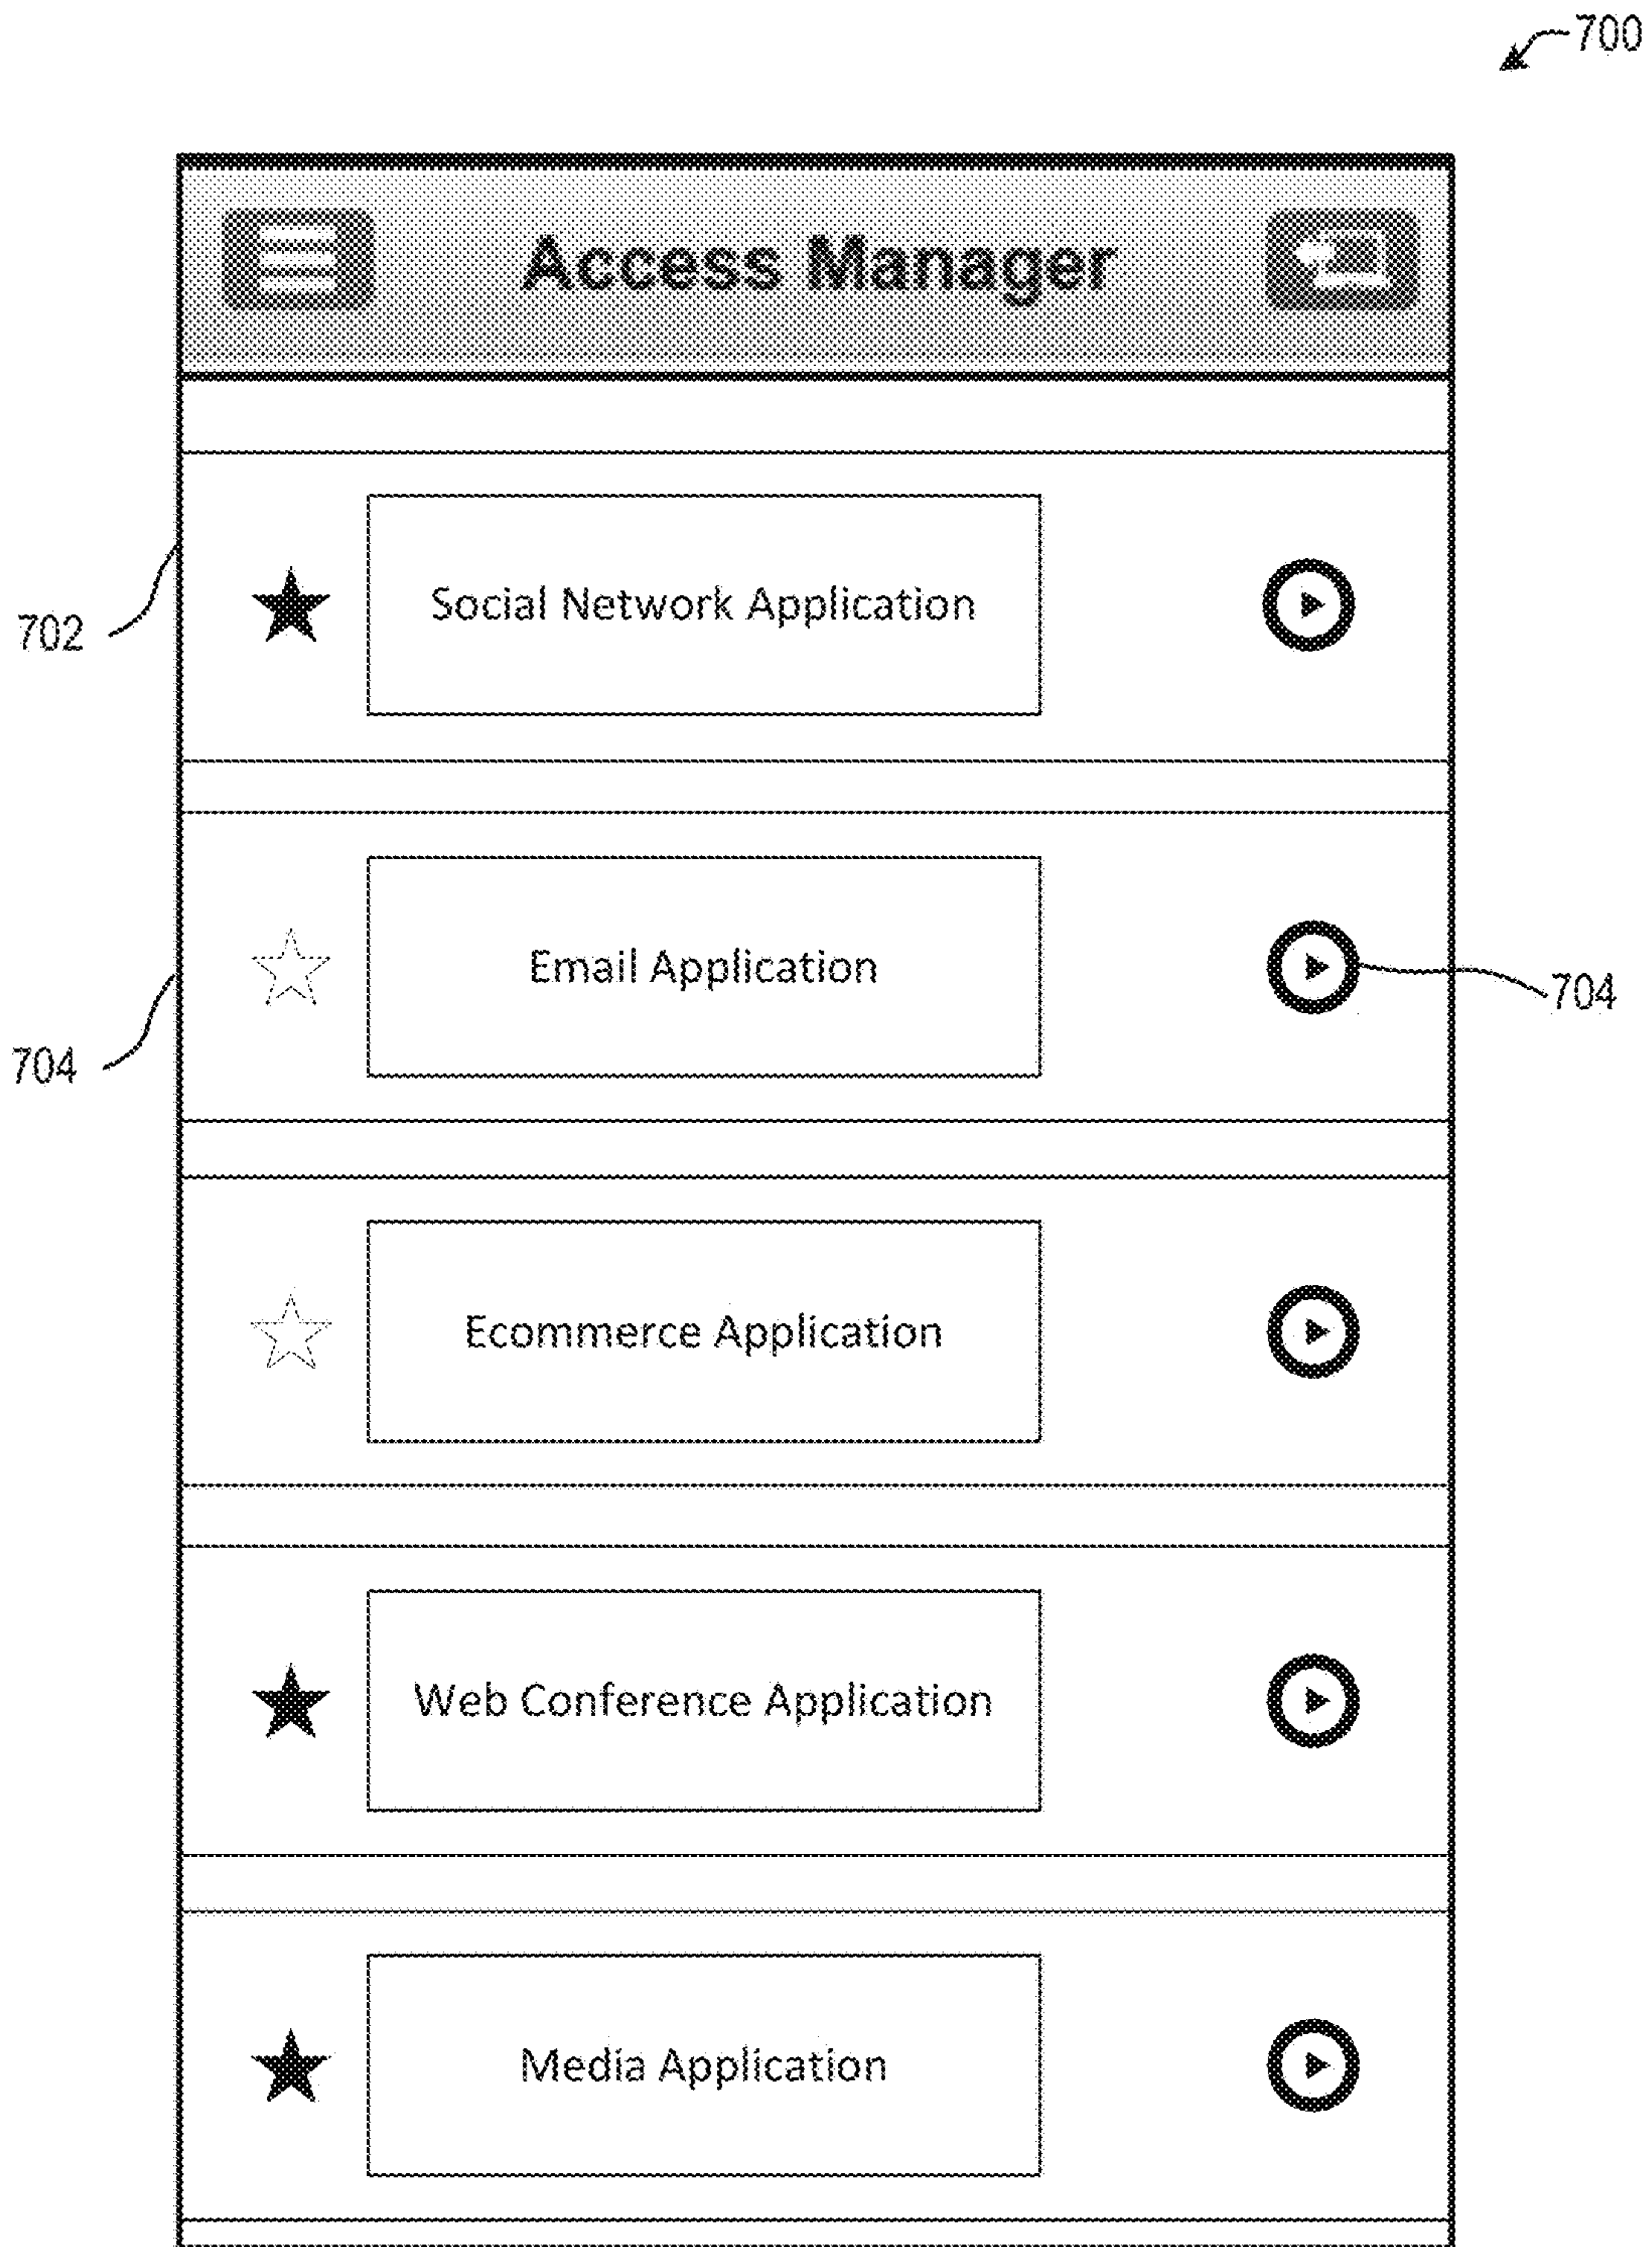 700
Access Manager
Social Network Application
702
Email Application
704
704
Ecommerce Application
Web Conference Application
Media Application